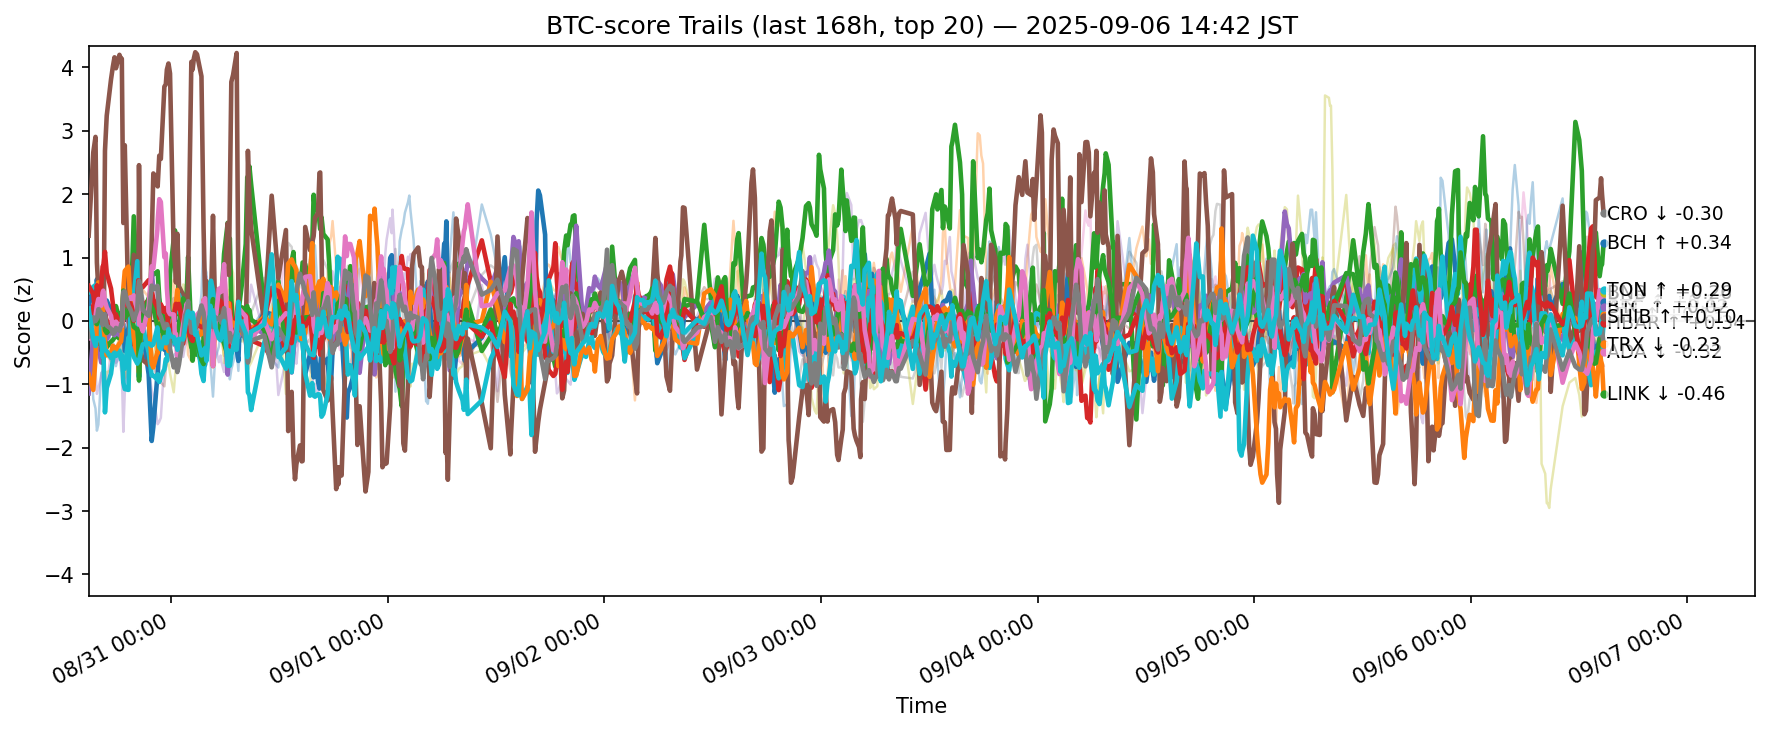 BTC-score Trails (last 168h, top 20) — 2025-09-06 14:42 JST
Score (z)
4
3
2
1
0
−1
−2
−3
−4
CRO ↓ -0.30
BCH ↑ +0.34
TON ↑ +0.29
SHIB ↑ +0.10
HBAR ↑ +0.34
TRX ↓ -0.23
ADA ↓ -0.32
LINK ↓ -0.46
08/31 00:00
09/01 00:00
09/02 00:00
09/03 00:00
09/04 00:00
09/05 00:00
09/06 00:00
09/07 00:00
Time